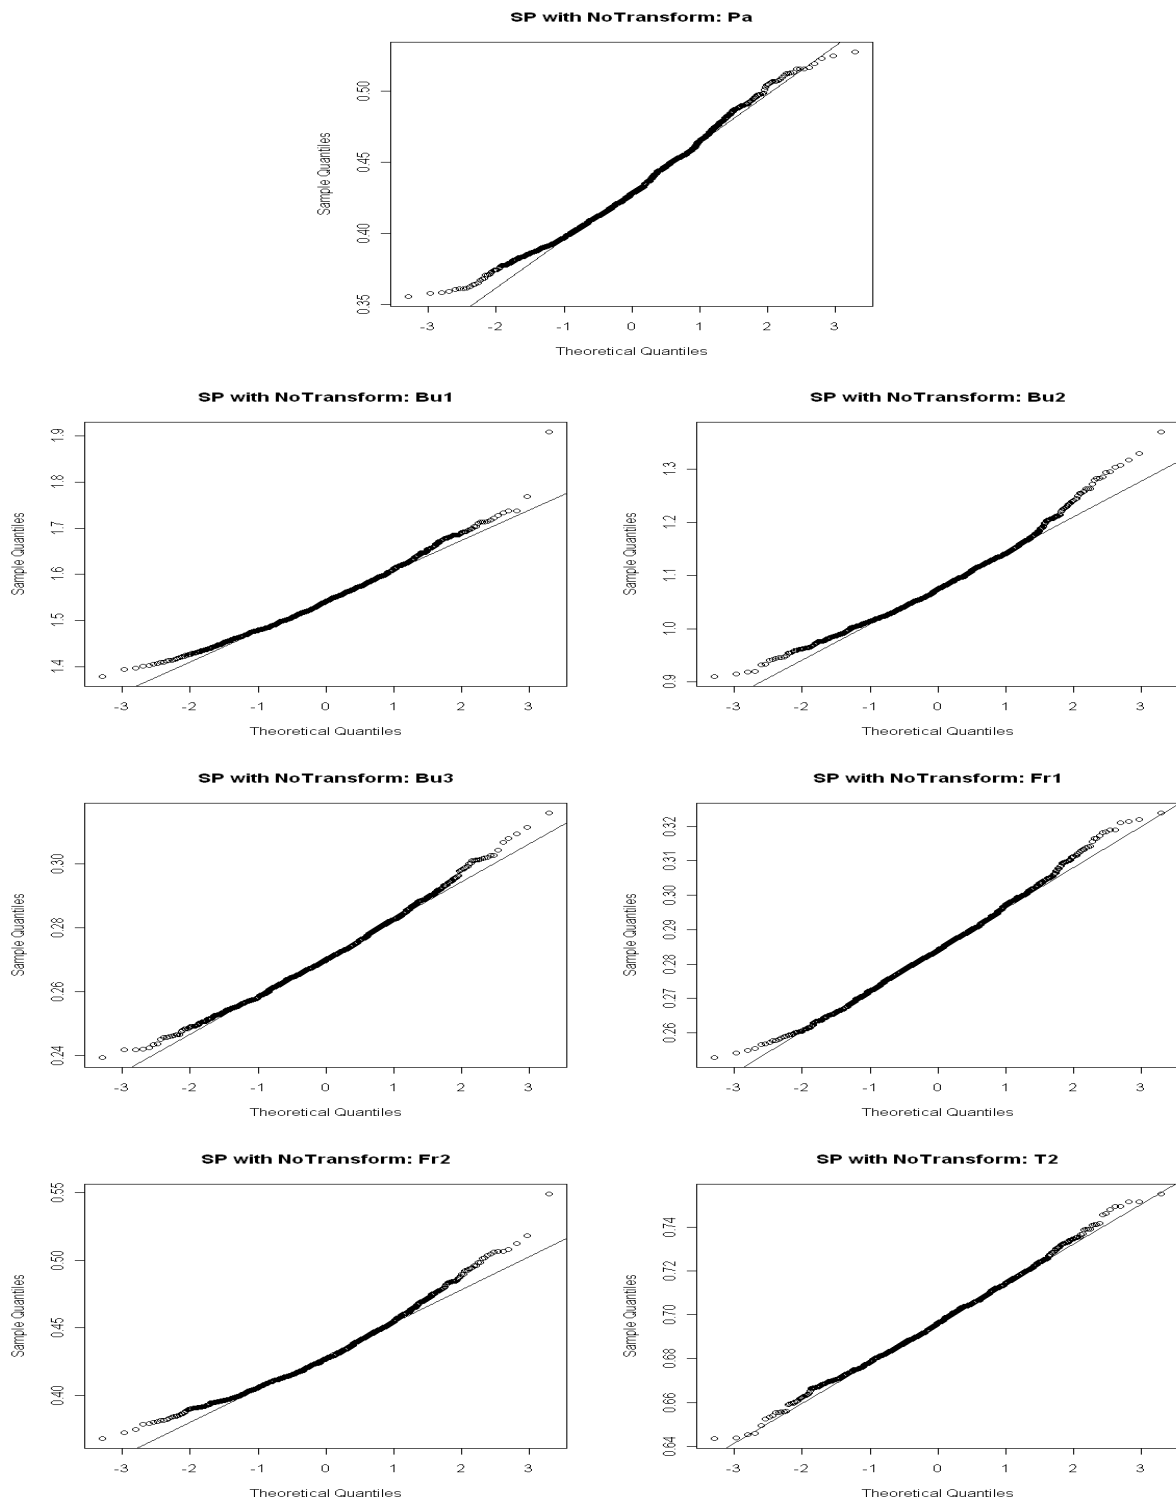 SP with NoTransform: Pa
Sample Quantiles
0.50
0.45
0.40
0.35
-3 -2 -1 0 1 2 3
Theoretical Quantiles
SP with NoTransform: Bu1
Sample Quantiles
1.9
1.8
1.7
1.6
1.5
1.4
-3 -2 -1 0 1 2 3
Theoretical Quantiles
SP with NoTransform: Bu2
Sample Quantiles
1.3
1.2
1.1
1.0
0.9
-3 -2 -1 0 1 2 3
Theoretical Quantiles
SP with NoTransform: Bu3
Sample Quantiles
0.30
0.28
0.26
0.24
-3 -2 -1 0 1 2 3
Theoretical Quantiles
SP with NoTransform: Fr1
Sample Quantiles
0.32
0.31
0.30
0.29
0.28
0.27
0.26
-3 -2 -1 0 1 2 3
Theoretical Quantiles
SP with NoTransform: Fr2
Sample Quantiles
0.55
0.50
0.45
0.40
-3 -2 -1 0 1 2 3
Theoretical Quantiles
SP with NoTransform: T2
Sample Quantiles
0.74
0.72
0.70
0.68
0.66
0.64
-3 -2 -1 0 1 2 3
Theoretical Quantiles